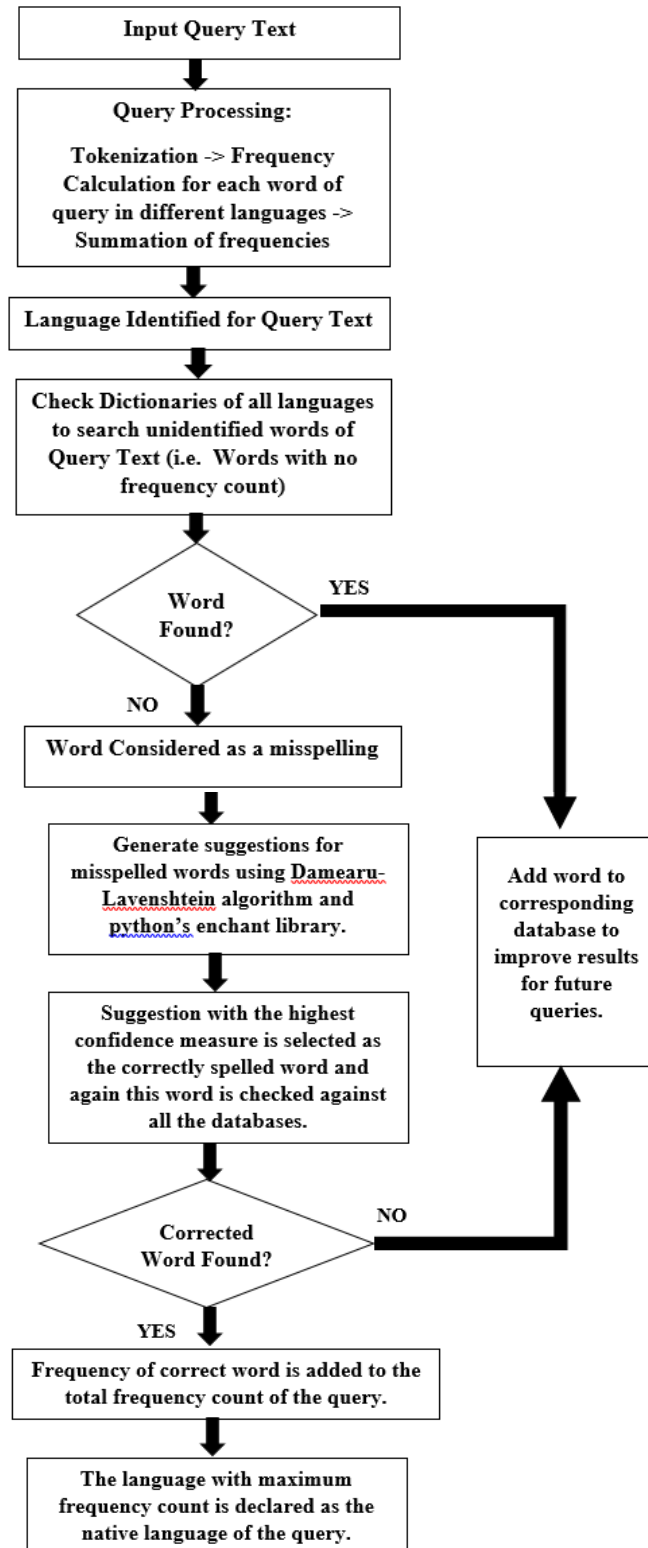 Input Query Text
Query Processing:
Tokenization -> Frequency
Calculation for each word of
query in different languages ->
Summation of frequencies
Language Identified for Query Text
Check Dictionaries of all languages
to search unidentified words of
Query Text (i.e. Words with no
frequency count)
Word
Found?
YES
NO
Word Considered as a misspelling
Generate suggestions for
misspelled words using Damearu-
Lavenshtein algorithm and
python’s enchant library.
Add word to
corresponding
database to
improve results
for future
queries.
Suggestion with the highest
confidence measure is selected as
the correctly spelled word and
again this word is checked against
all the databases.
Corrected
Word Found?
NO
YES
Frequency of correct word is added to the
total frequency count of the query.
The language with maximum
frequency count is declared as the
native language of the query.